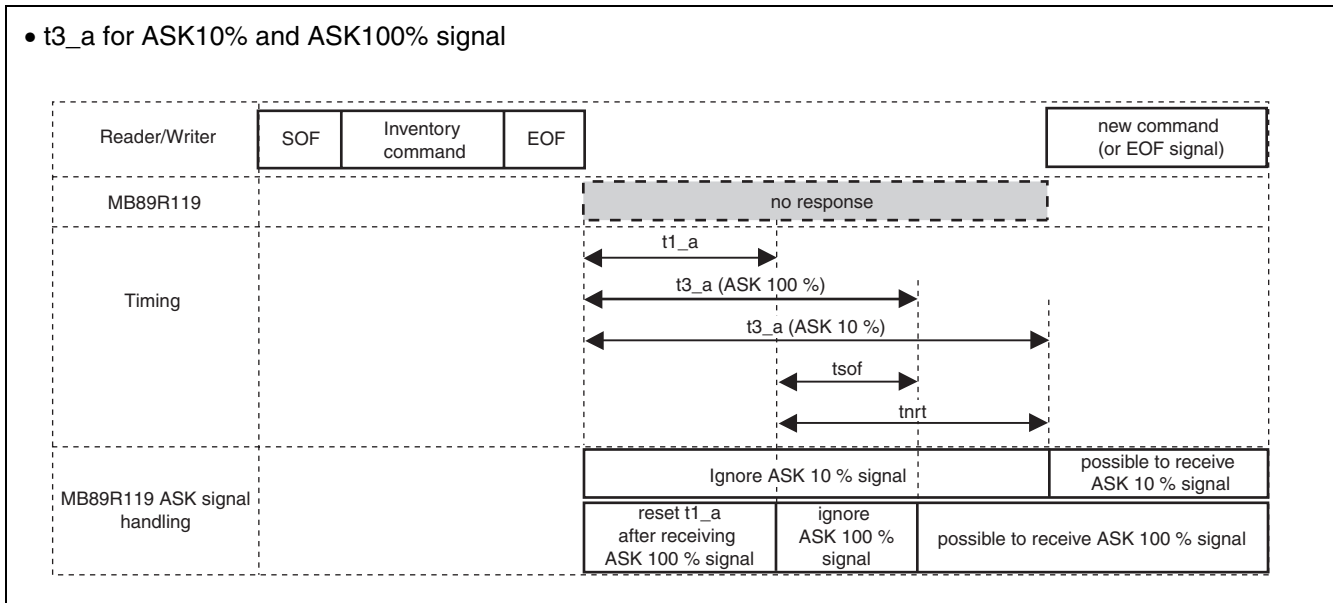 • t3_a for ASK10% and ASK100% signal
Reader/Writer
SOF
Inventory
command
EOF
new command
(or EOF signal)
MB89R119
no response
Timing
t1_a
t3_a (ASK 100 %)
t3_a (ASK 10 %)
tsof
tnrt
MB89R119 ASK signal
handling
Ignore ASK 10 % signal
possible to receive
ASK 10 % signal
reset t1_a
after receiving
ASK 100 % signal
ignore
ASK 100 %
signal
possible to receive ASK 100 % signal